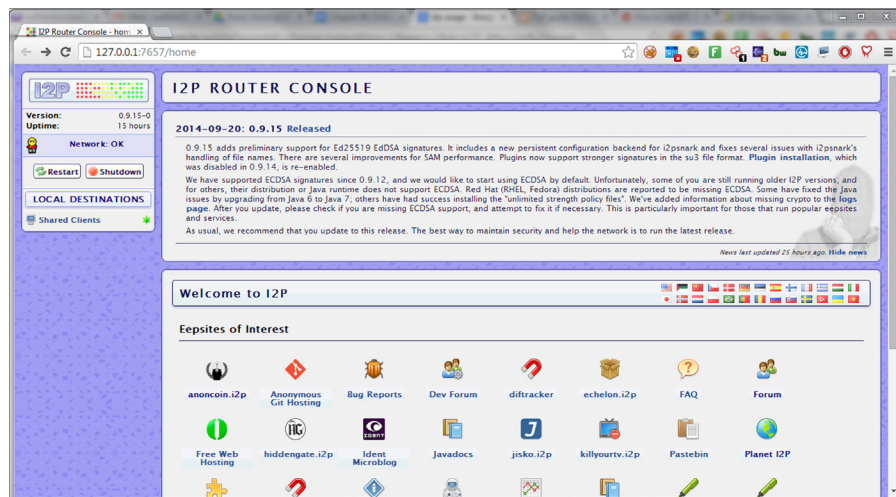 I2P Router Console - hom
127.0.0.1:7657/home
I2P
I2P ROUTER CONSOLE
Version: 0.9.15-0
Uptime: 15 hours
Network: OK
Restart Shutdown
LOCAL DESTINATIONS
Shared Clients
2014-09-20: 0.9.15 Released
0.9.15 adds preliminary support for Ed25519 EdDSA signatures. It includes a new persistent configuration backend for i2psnark and fixes several issues with i2psnark's
handling of file names. There are several improvements for SAM performance. Plugins now support stronger signatures in the su3 file format. Plugin installation, which
was disabled in 0.9.14, is re-enabled.
We have supported ECDSA signatures since 0.9.12, and we would like to start using ECDSA by default. Unfortunately, some of you are still running older I2P versions, and
for others, their distribution or Java runtime does not support ECDSA. Red Hat (RHEL, Fedora) distributions are reported to be missing ECDSA. Some have fixed the Java
issues by upgrading from Java 6 to Java 7; others have had success installing the "unlimited strength policy files". We've added information about missing crypto to the logs
page. After you update, please check if you are missing ECDSA support, and attempt to fix it if necessary. This is particularly important for those that run popular eepsites
and services.
As usual, we recommend that you update to this release. The best way to maintain security and help the network is to run the latest release.
News last updated 25 hours ago. Hide news
Welcome to I2P
Eepsites of Interest
anoncoin.i2p Anonymous Git Hosting Bug Reports Dev Forum diftracker echelon.i2p FAQ Forum
Free Web Hosting hiddengate.i2p Ident Microblog Javadocs jisko.i2p killyourtv.i2p Pastebin Planet I2P